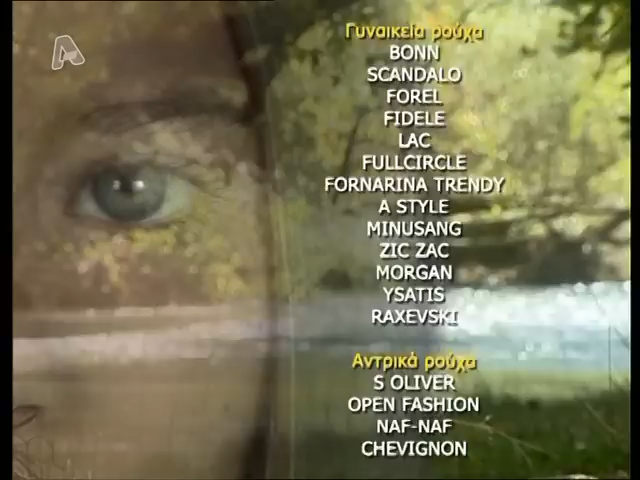 Γυναικεία ρούχα
BONN
SCANDALO
FOREL
FIDELE
LAC
FULLCIRCLE
FORNARINA TRENDY
A STYLE
MINUSANG
ZIC ZAC
MORGAN
YSATIS
RAXEVSKI
Αντρικά ρούχα
S OLIVER
OPEN FASHION
NAF-NAF
CHEVIGNON